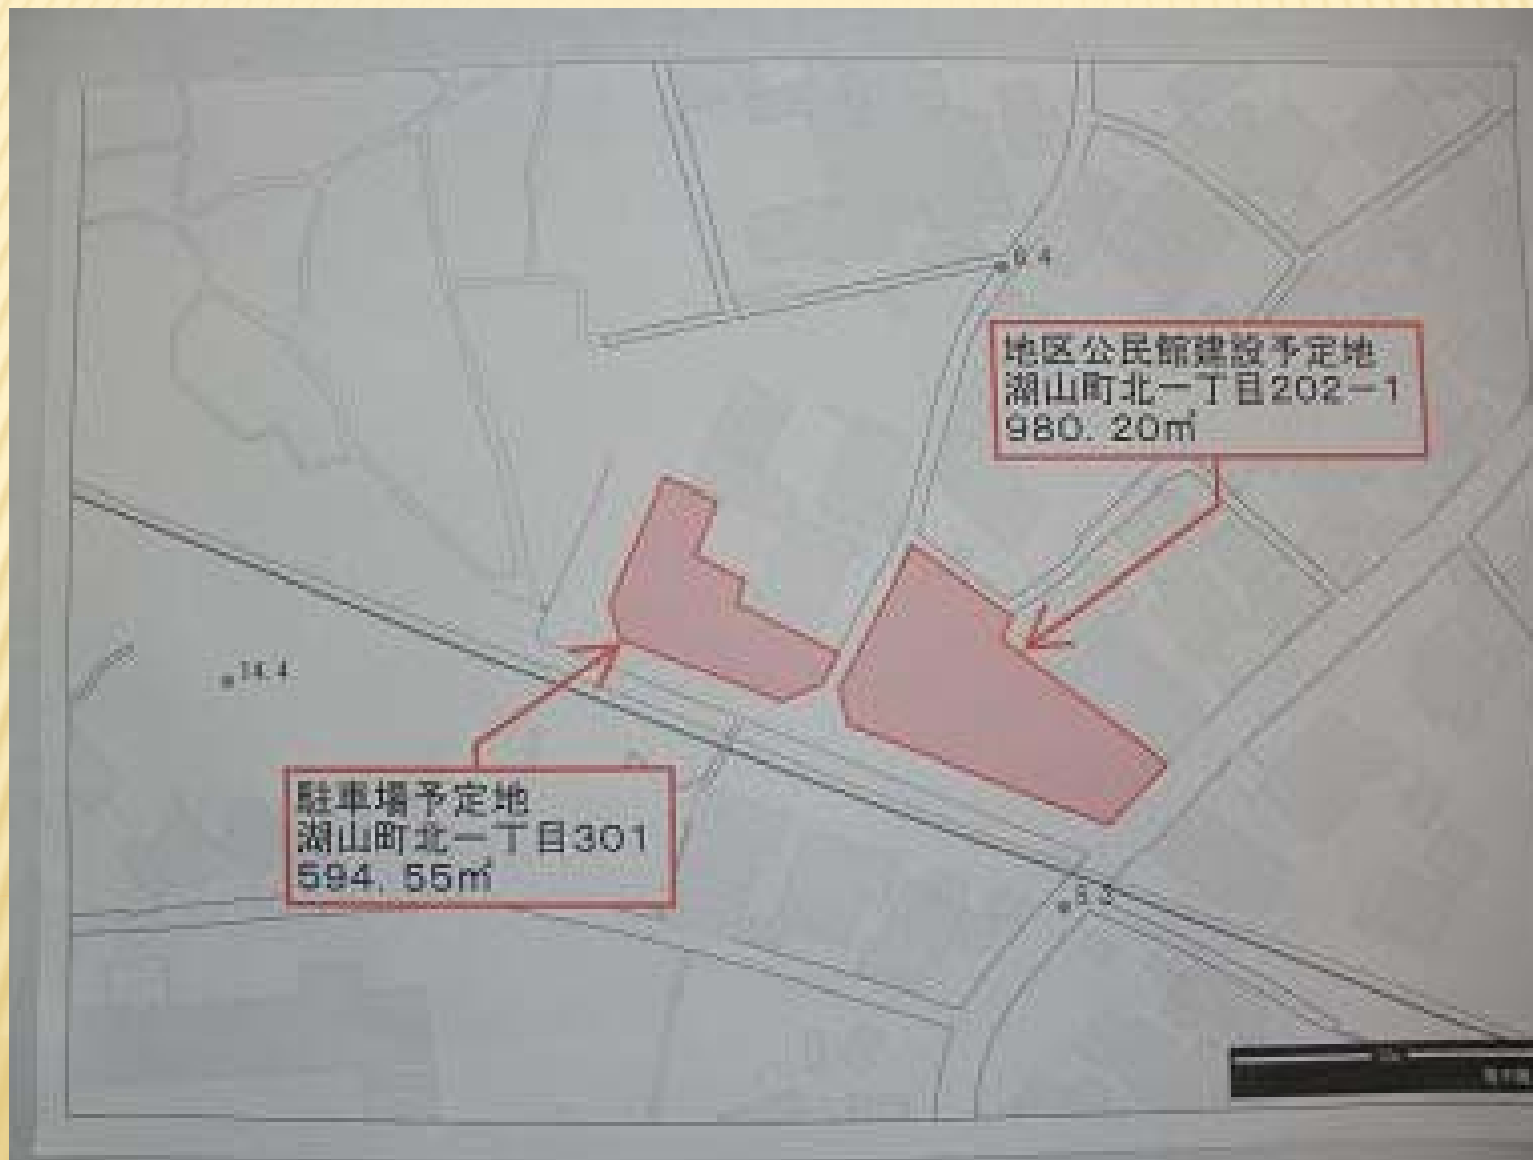 地区公民館建設予定地
湖山町北一丁目202-1
980.20㎡
14.4
駐車場予定地
湖山町北一丁目301
594.55㎡